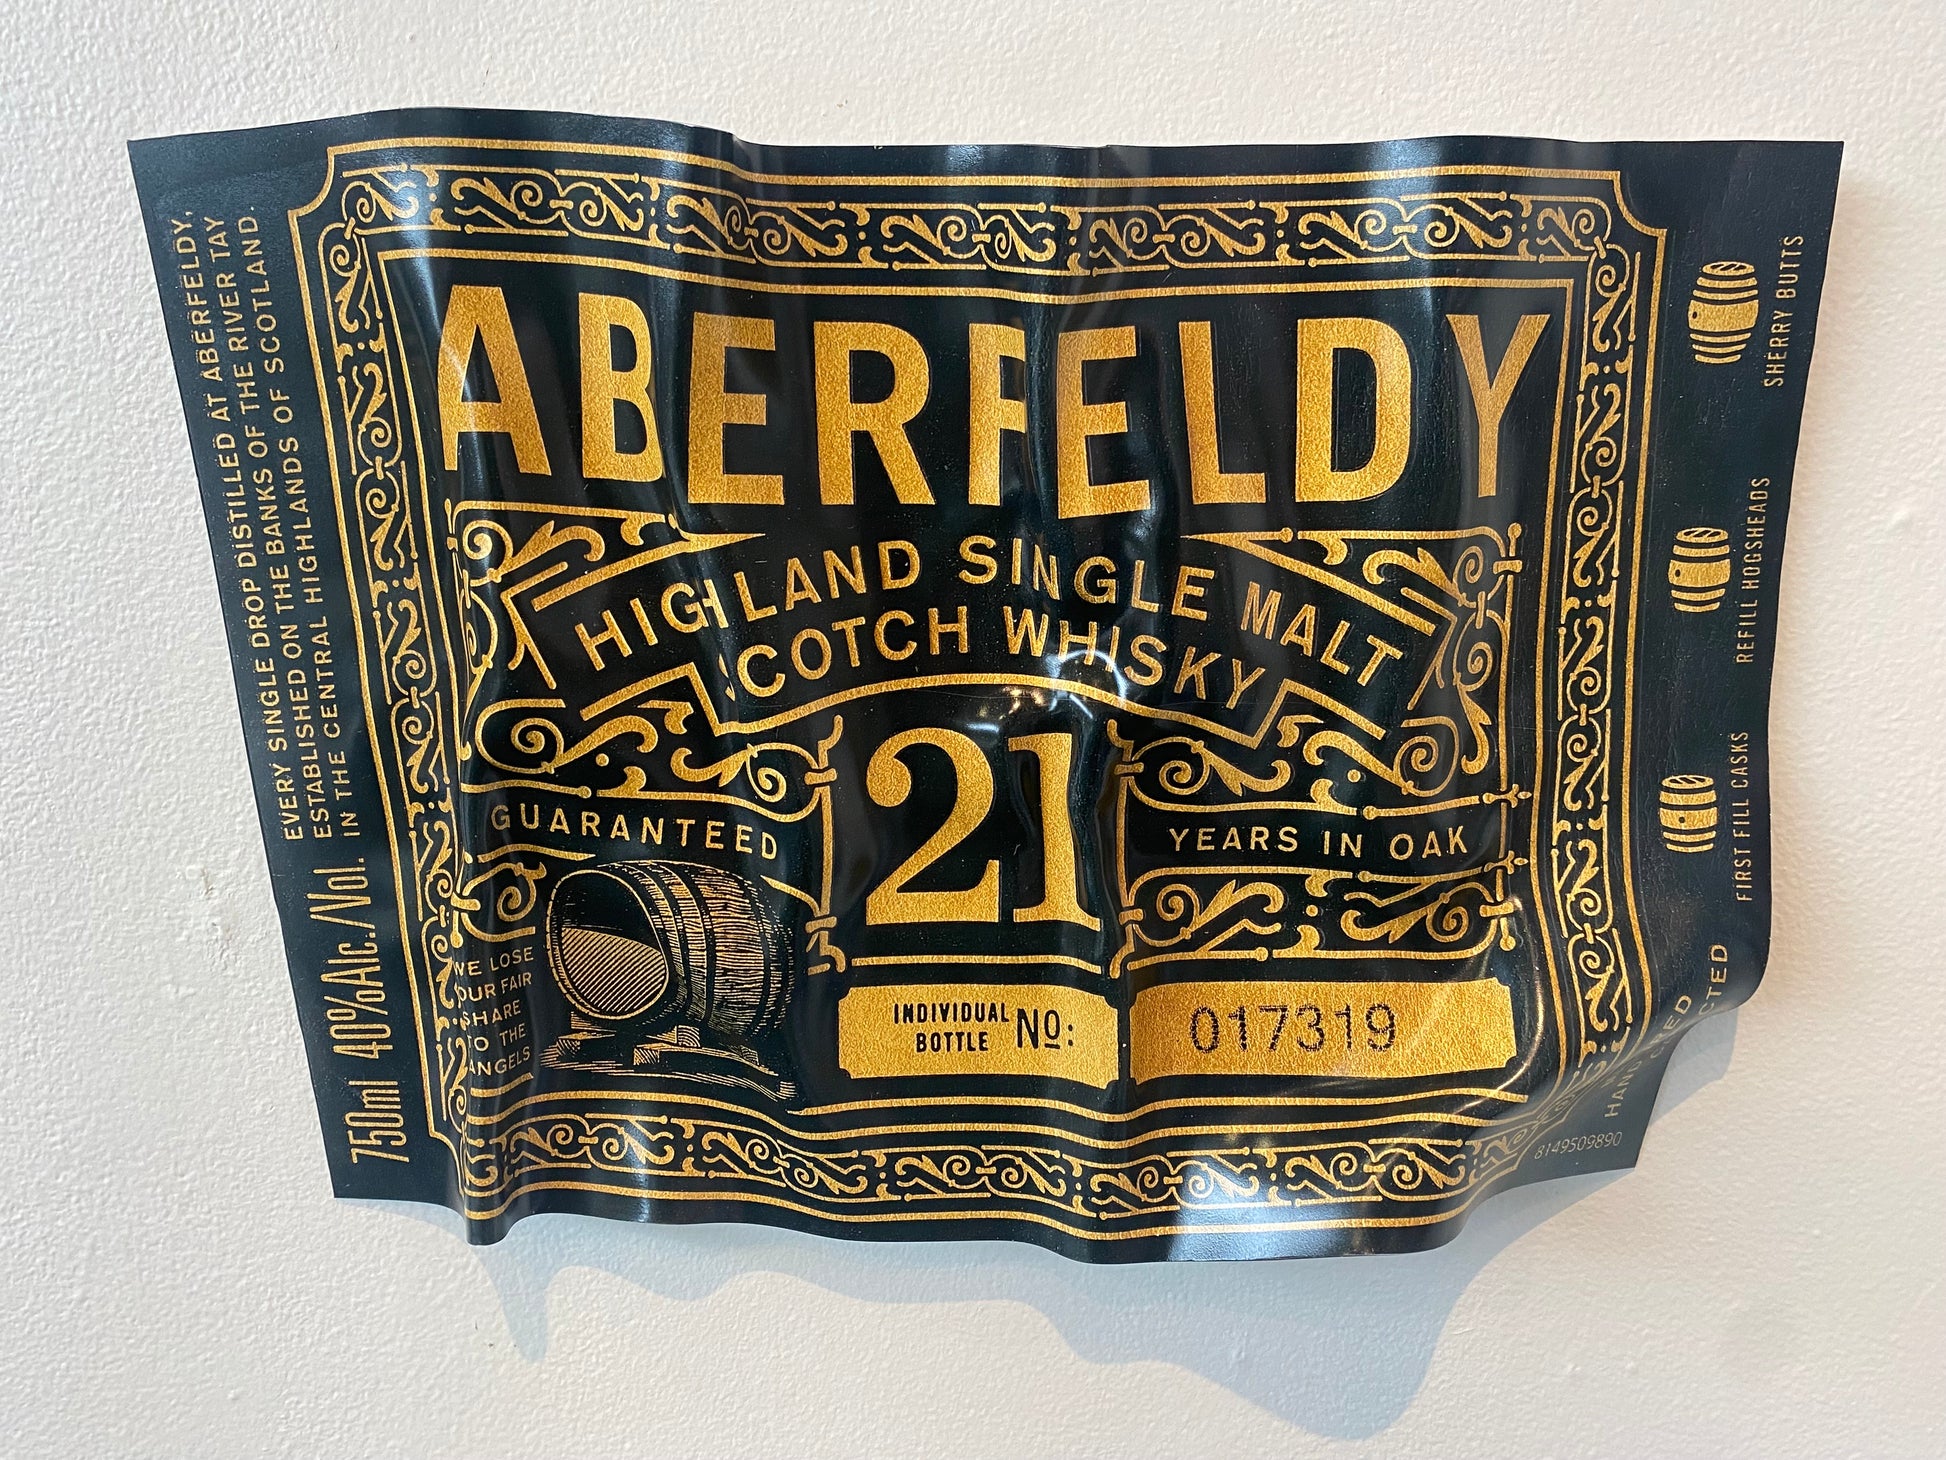 EVERY SINGLE DROP DISTILLED AT ABERFELDY,
ESTABLISHED ON THE BANKS OF THE RIVER TAY
IN THE CENTRAL HIGHLANDS OF SCOTLAND.
750ml 40%Alc./Vol.
ABERFELDY
HIGHLAND SINGLE MALT
SCOTCH WHISKY
GUARANTEED
21
YEARS IN OAK
WE LOSE
OUR FAIR
SHARE
TO THE
ANGELS
INDIVIDUAL
BOTTLE
Nº:
017319
SHERRY BUTTS
REFILL HOGSHEADS
FIRST FILL CASKS
8149509890